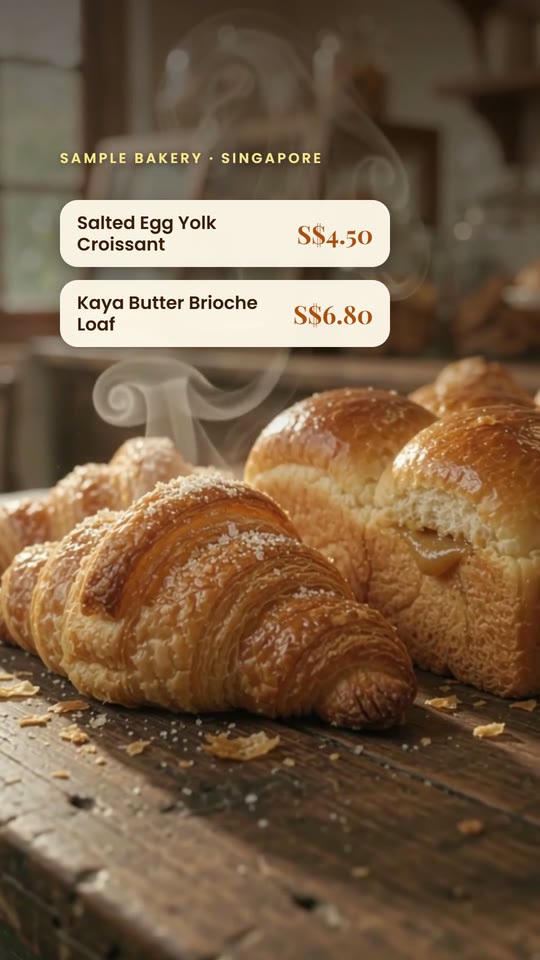 SAMPLE BAKERY · SINGAPORE
Salted Egg Yolk
Croissant
S$4.50
Kaya Butter Brioche
Loaf
S$6.80